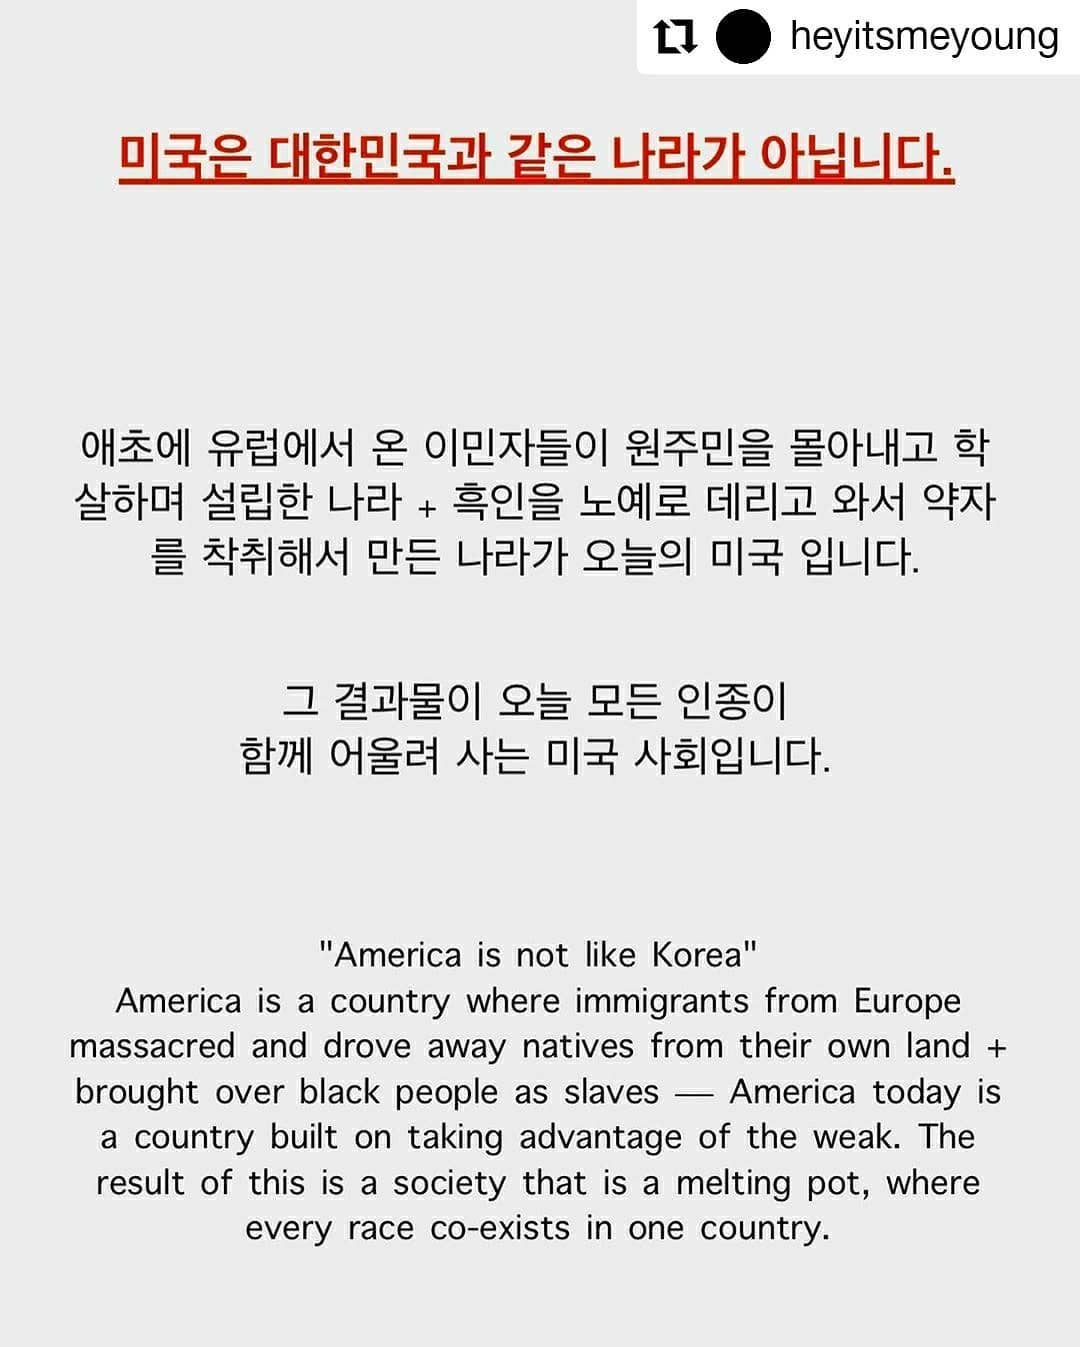 heyitsmeyoung
미국은 대한민국과 같은 나라가 아닙니다.
애초에 유럽에서 온 이민자들이 원주민을 몰아내고 학
살하며 설립한 나라 + 흑인을 노예로 데리고 와서 약자
를 착취해서 만든 나라가 오늘의 미국 입니다.
그 결과물이 오늘 모든 인종이
함께 어울려 사는 미국 사회입니다.
"America is not like Korea"
America is a country where immigrants from Europe
massacred and drove away natives from their own land +
brought over black people as slaves — America today is
a country built on taking advantage of the weak. The
result of this is a society that is a melting pot, where
every race co-exists in one country.